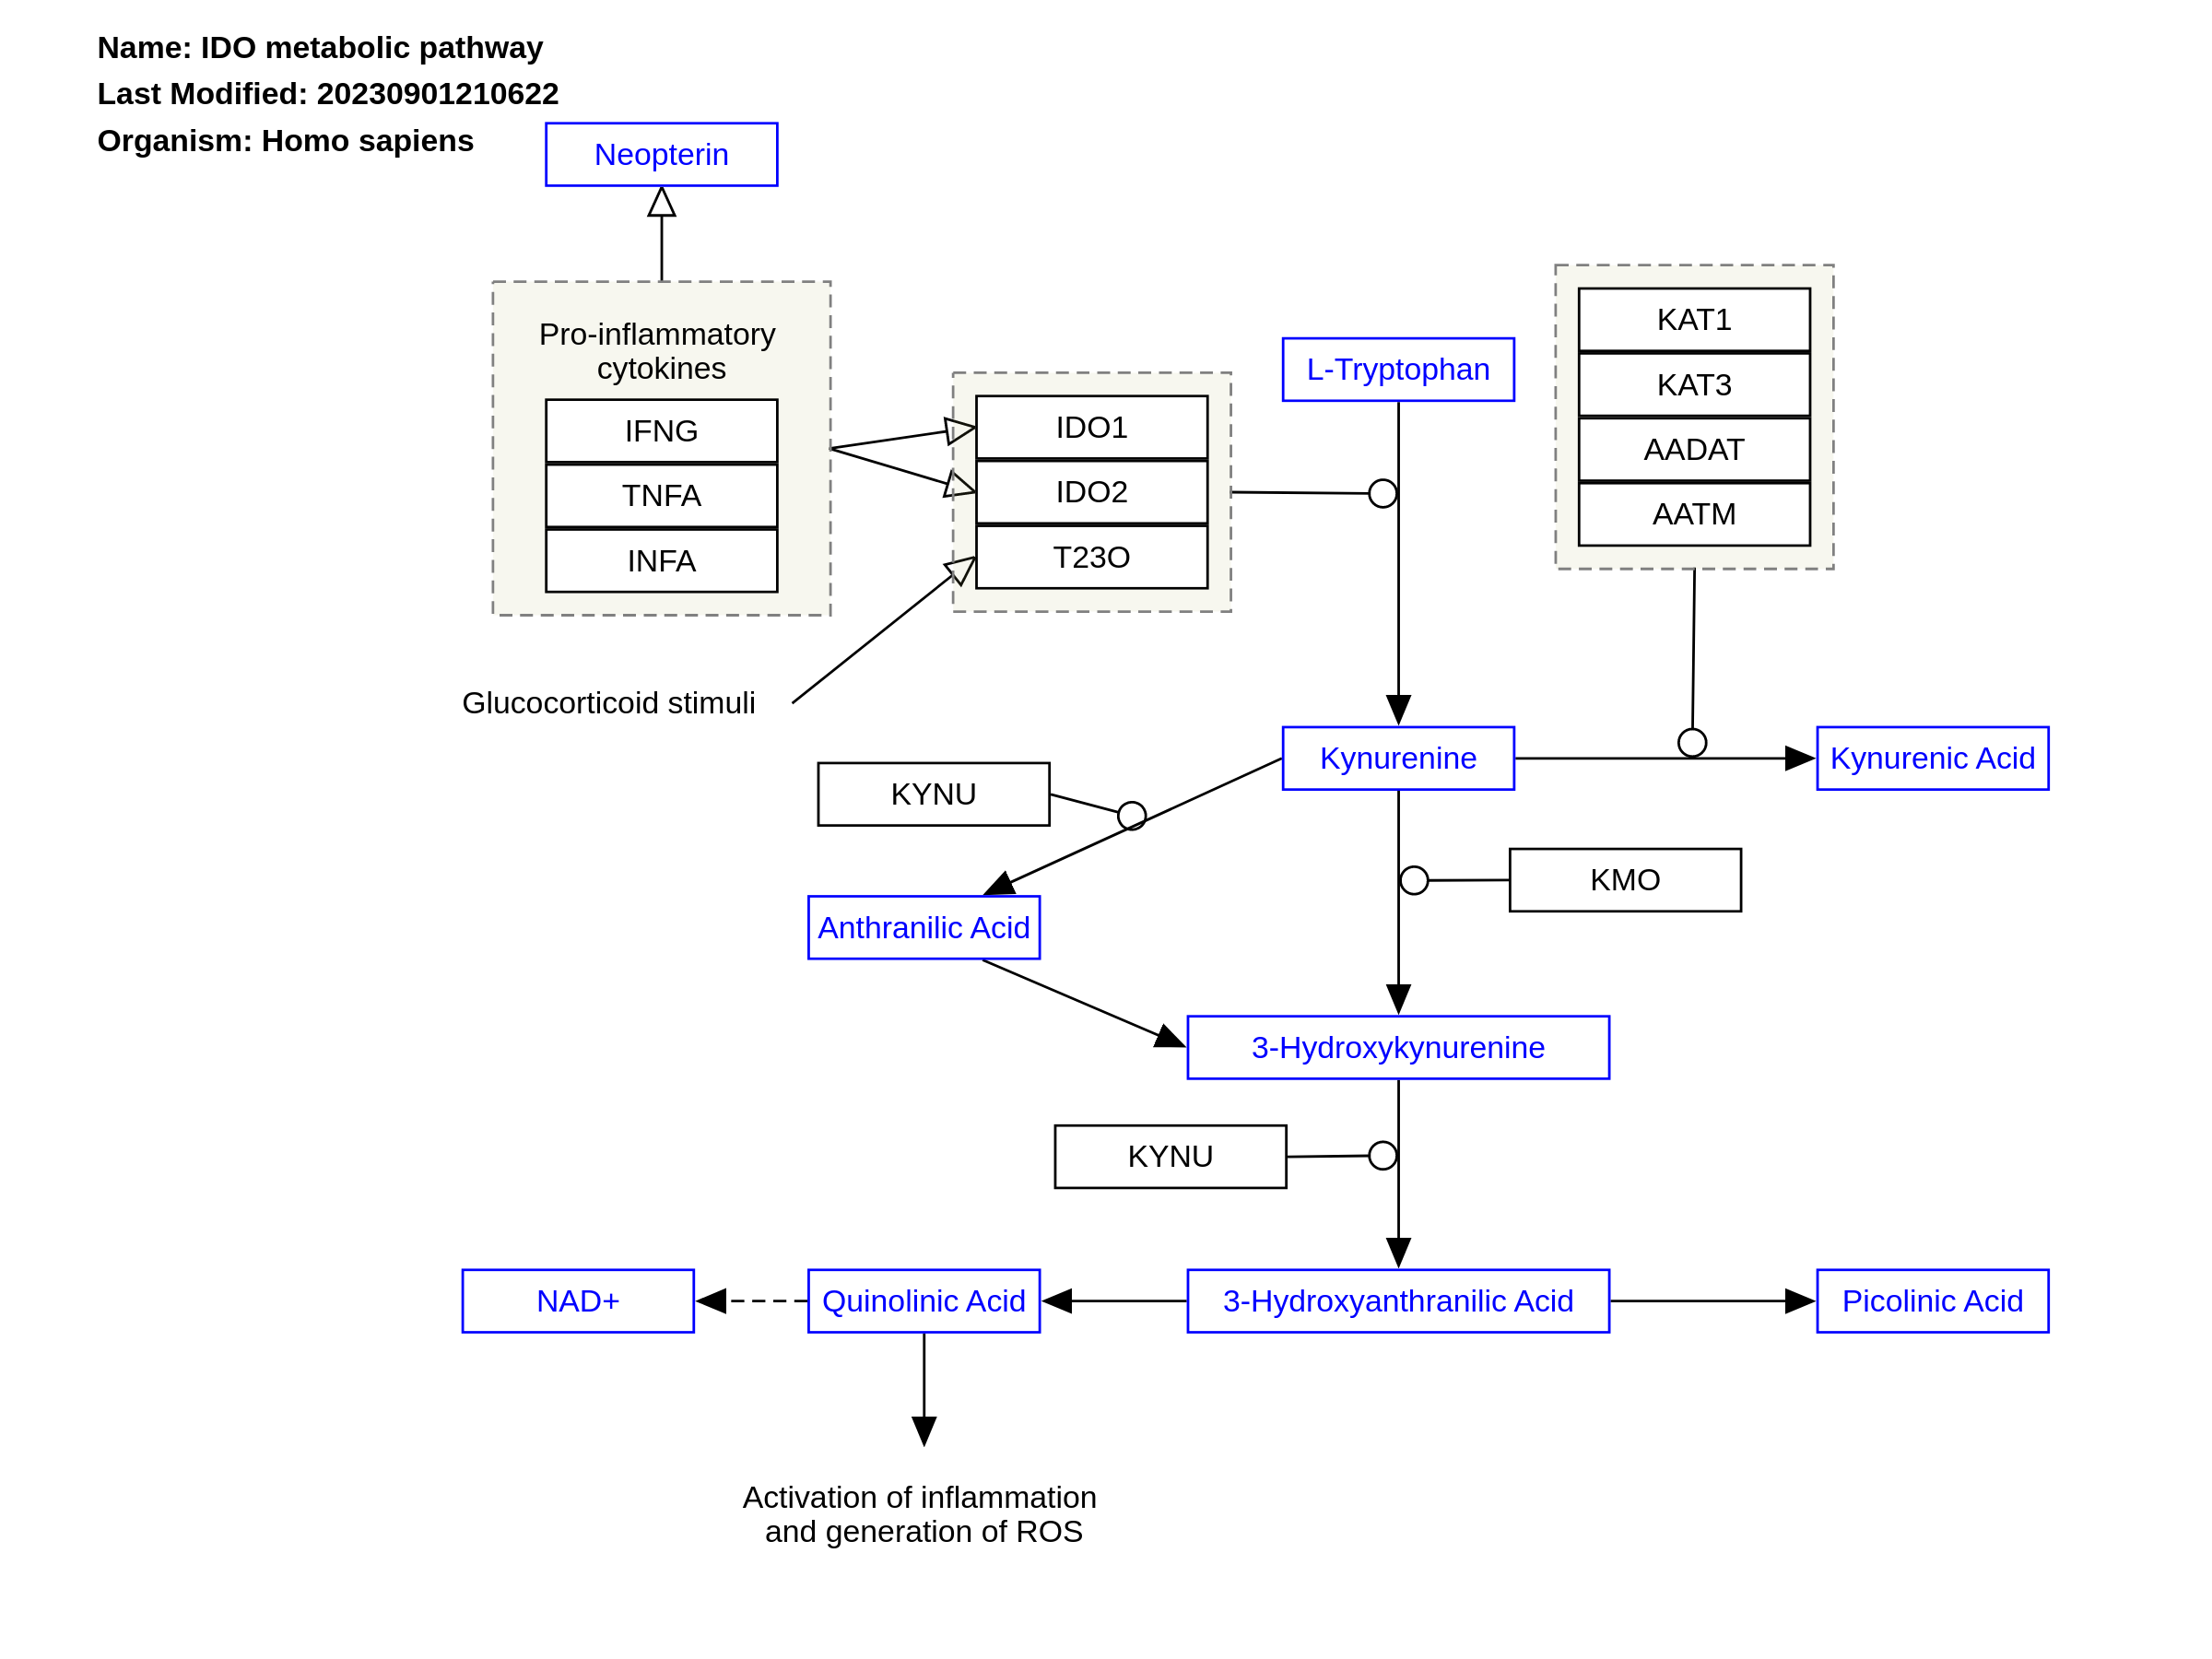 Name: IDO metabolic pathway
Last Modified: 20230901210622
Organism: Homo sapiens
Neopterin
Pro-inflammatory
cytokines
IFNG
TNFA
INFA
IDO1
IDO2
T23O
L-Tryptophan
KAT1
KAT3
AADAT
AATM
Glucocorticoid stimuli
Kynurenine
Kynurenic Acid
KYNU
KMO
Anthranilic Acid
3-Hydroxykynurenine
KYNU
NAD+
Quinolinic Acid
3-Hydroxyanthranilic Acid
Picolinic Acid
Activation of inflammation
and generation of ROS